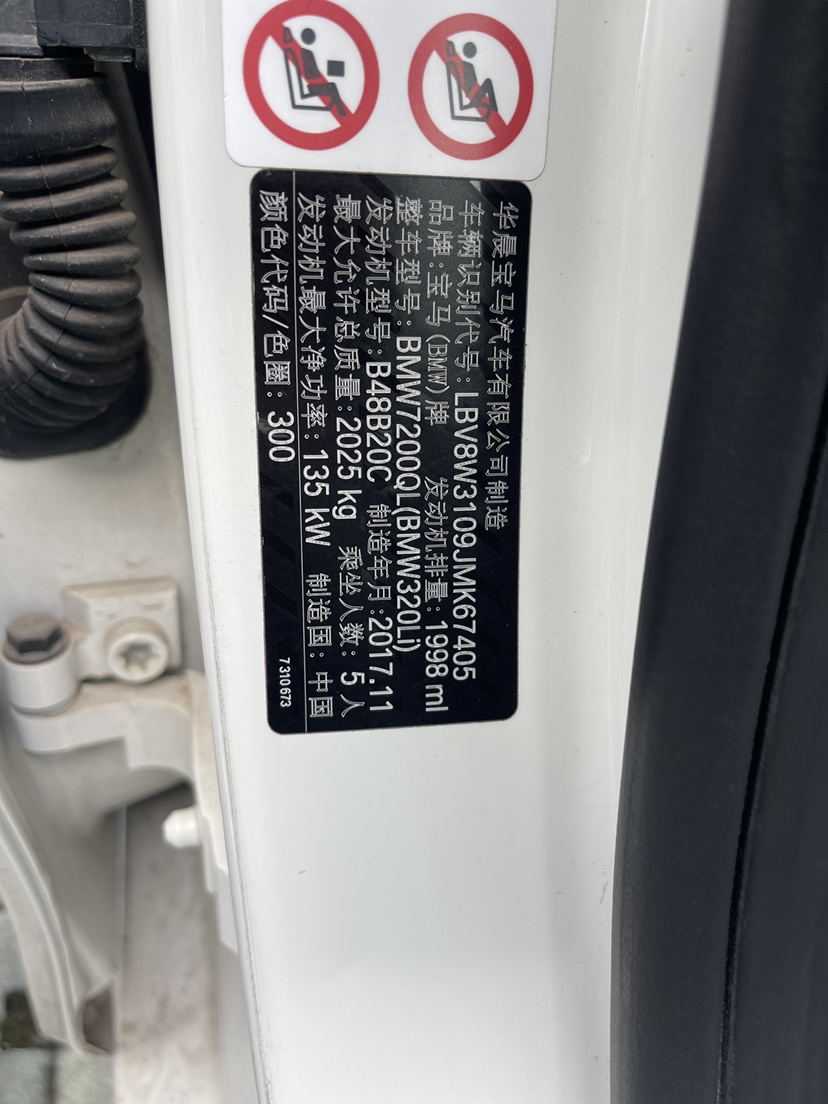 华晨宝马汽车有限公司制造
车辆识别代号:LBV8W3109JMK67405
品牌:宝马(BMW)牌 发动机排量:1998 ml
整车型号:BMW7200QL(BMW320Li)
发动机型号:B48B20C 制造年月:2017.11
最大允许总质量:2025 kg 乘坐人数:5人
发动机最大净功率:135 kW 制造国:中国
颜色代码/色圈:300
7310673